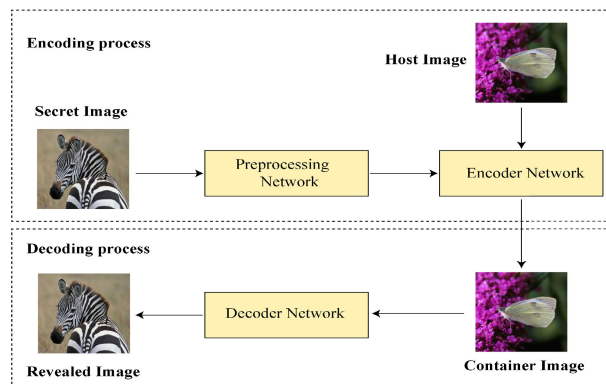 Encoding process
Host Image
Secret Image
Preprocessing
Network
Encoder Network
Decoding process
Decoder Network
Revealed Image
Container Image